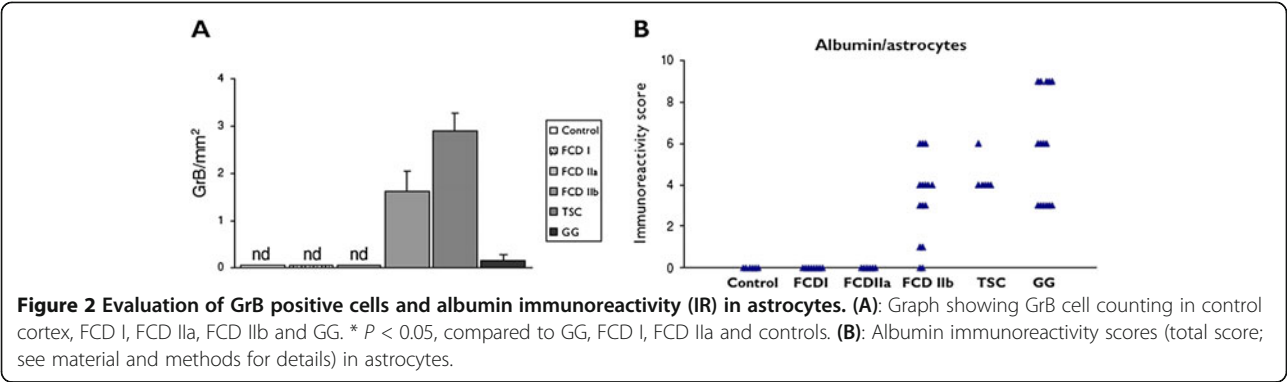 A
GrB/mm²
4
3
2
1
0
nd nd nd
Control
FCD I
FCD IIa
FCD IIb
TSC
GG
B
Albumin/astrocytes
Immunoreactivity score
10
8
6
4
2
0
Control FCDI FCDIIa FCD IIb TSC GG
Figure 2 Evaluation of GrB positive cells and albumin immunoreactivity (IR) in astrocytes. (A): Graph showing GrB cell counting in control
cortex, FCD I, FCD IIa, FCD IIb and GG. * P < 0.05, compared to GG, FCD I, FCD IIa and controls. (B): Albumin immunoreactivity scores (total score;
see material and methods for details) in astrocytes.